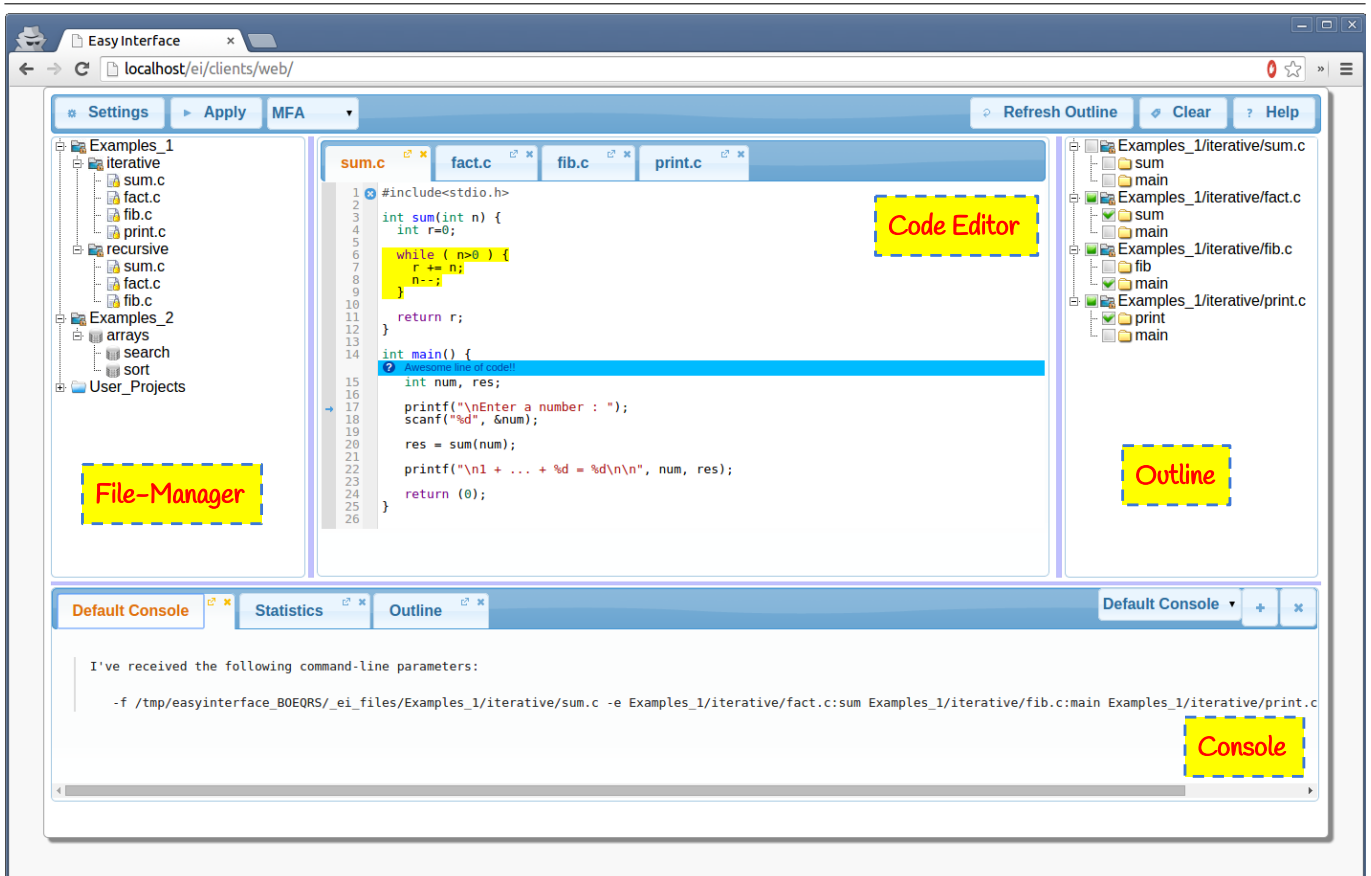 Easy Interface ×
localhost/ei/clients/web/
Settings Apply MFA Refresh Outline Clear ? Help
Examples_1
iterative
sum.c
fact.c
fib.c
print.c
recursive
sum.c
fact.c
fib.c
Examples_2
arrays
search
sort
User_Projects
File-Manager
sum.c fact.c fib.c print.c
1 #include<stdio.h>
2
3 int sum(int n) {
4 int r=0;
5
6 while ( n>0 ) {
7 r += n;
8 n--;
9 }
10
11 return r;
12 }
13
14 int main() {
? Awesome line of code!!
15 int num, res;
16
17 printf("\nEnter a number : ");
18 scanf("%d", &num);
19
20 res = sum(num);
21
22 printf("\n1 + ... + %d = %d\n\n", num, res);
23
24 return (0);
25 }
26
Code Editor
Examples_1/iterative/sum.c
sum
main
Examples_1/iterative/fact.c
sum
main
Examples_1/iterative/fib.c
fib
main
Examples_1/iterative/print.c
print
main
Outline
Default Console Statistics Outline Default Console + ×
I've received the following command-line parameters:
-f /tmp/easyinterface_BOEQRS/_ei_files/Examples_1/iterative/sum.c -e Examples_1/iterative/fact.c:sum Examples_1/iterative/fib.c:main Examples_1/iterative/print.c
Console